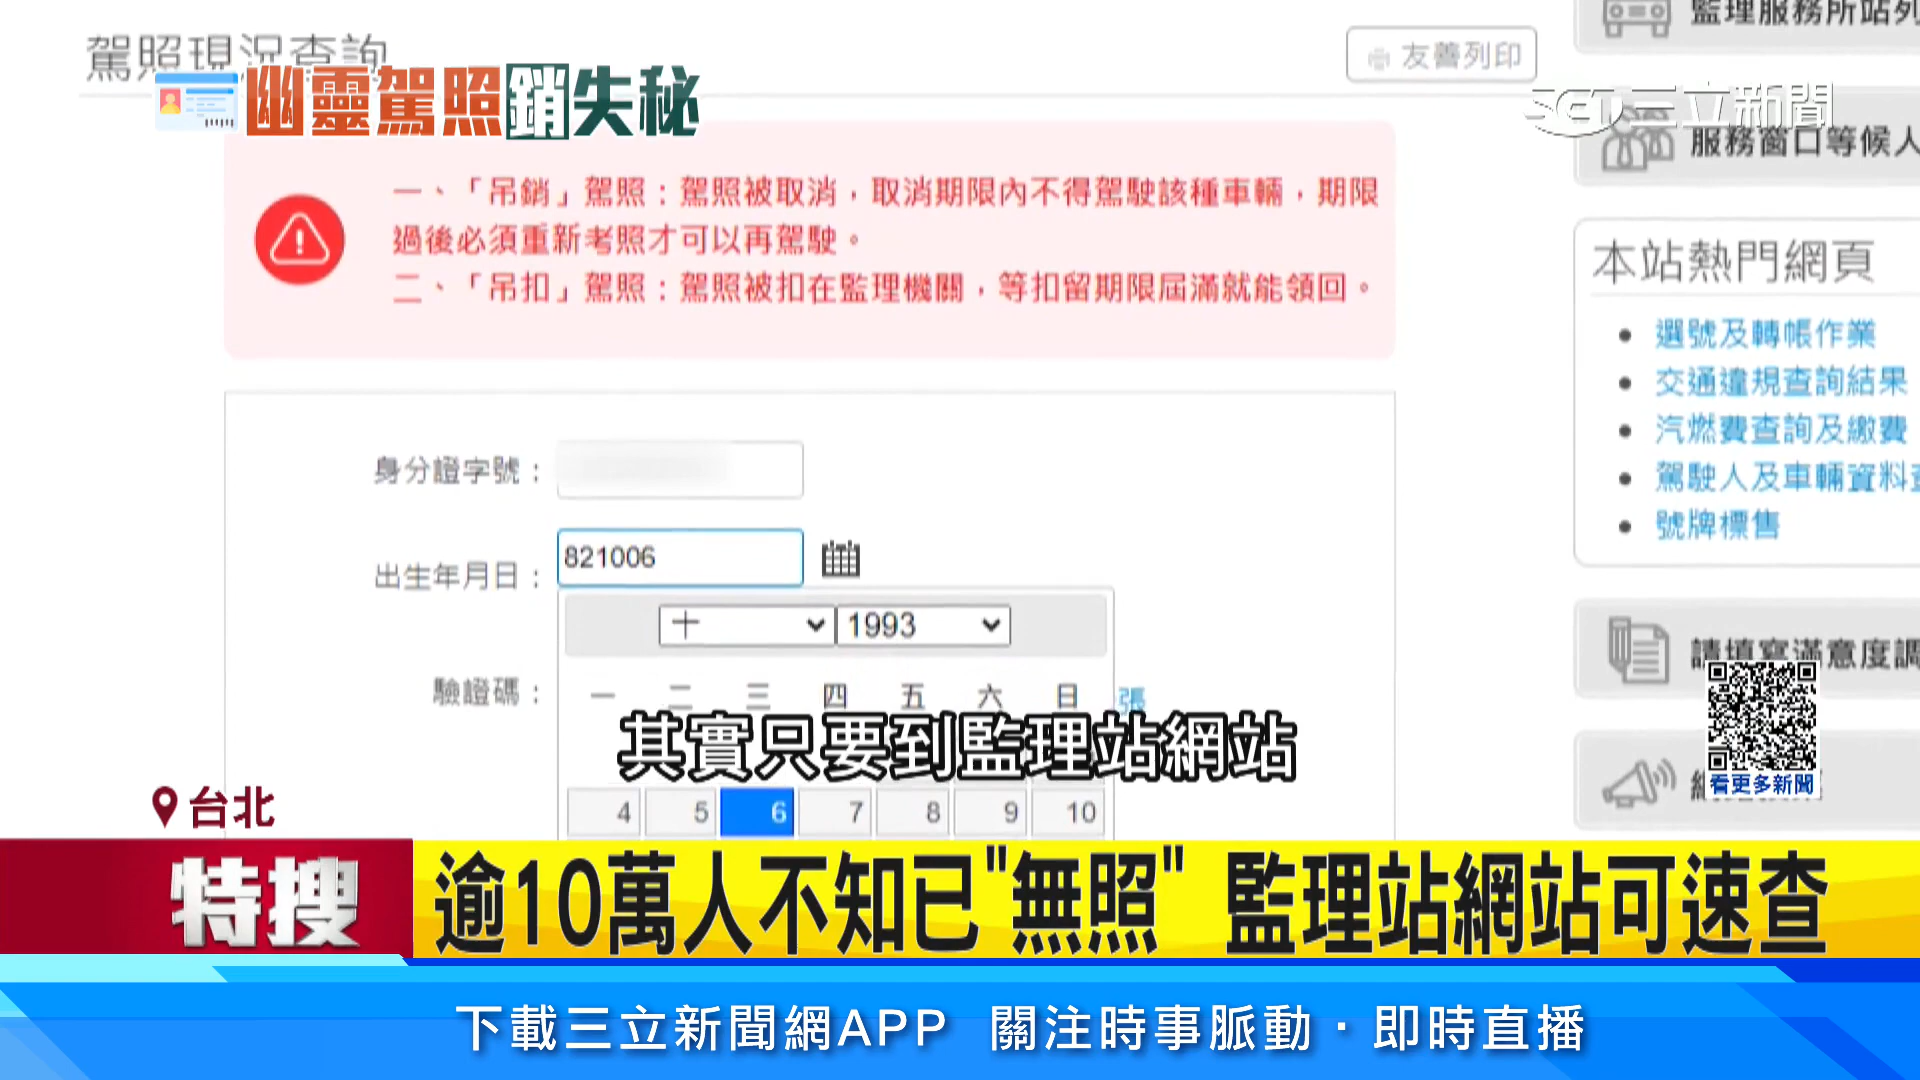 駕照現況查詢
友善列印
監理服務所站列
幽靈駕照銷失秘
SET三立新聞
服務窗口等候人
一、「吊銷」駕照：駕照被取消，取消期限內不得駕駛該種車輛，期限
過後必須重新考照才可以再駕駛。
二、「吊扣」駕照：駕照被扣在監理機關，等扣留期限屆滿就能領回。
本站熱門網頁
選號及轉帳作業
交通違規查詢結果
汽燃費查詢及繳費
駕駛人及車輛資料
號牌標售
身分證字號：
出生年月日：
821006
十 1993
驗證碼：
一 二 三 四 五 六 日
張
請填寫滿意度調
其實只要到監理站網站
看更多新聞
4 5 6 7 8 9 10
台北
特搜
逾10萬人不知已"無照" 監理站網站可速查
下載三立新聞網APP 關注時事脈動·即時直播